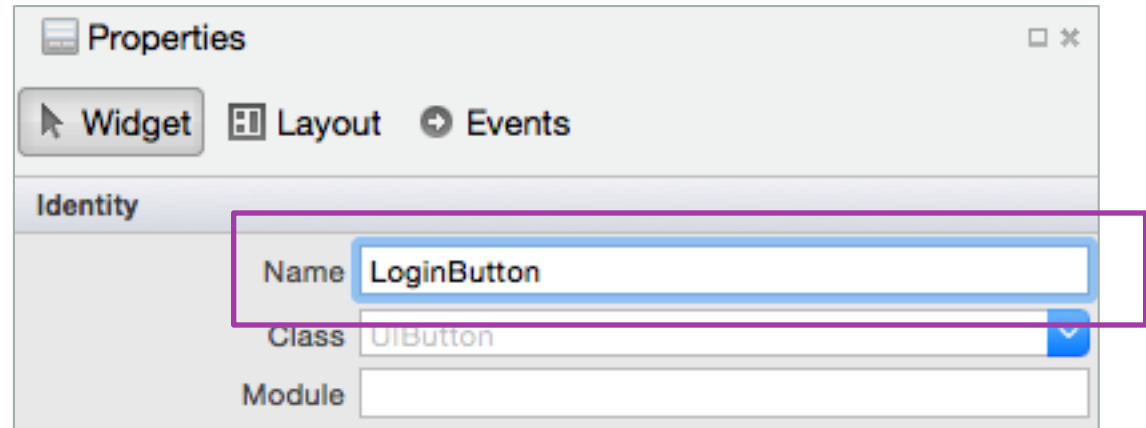 Properties
Widget Layout Events
Identity
Name LoginButton
Class UIButton
Module